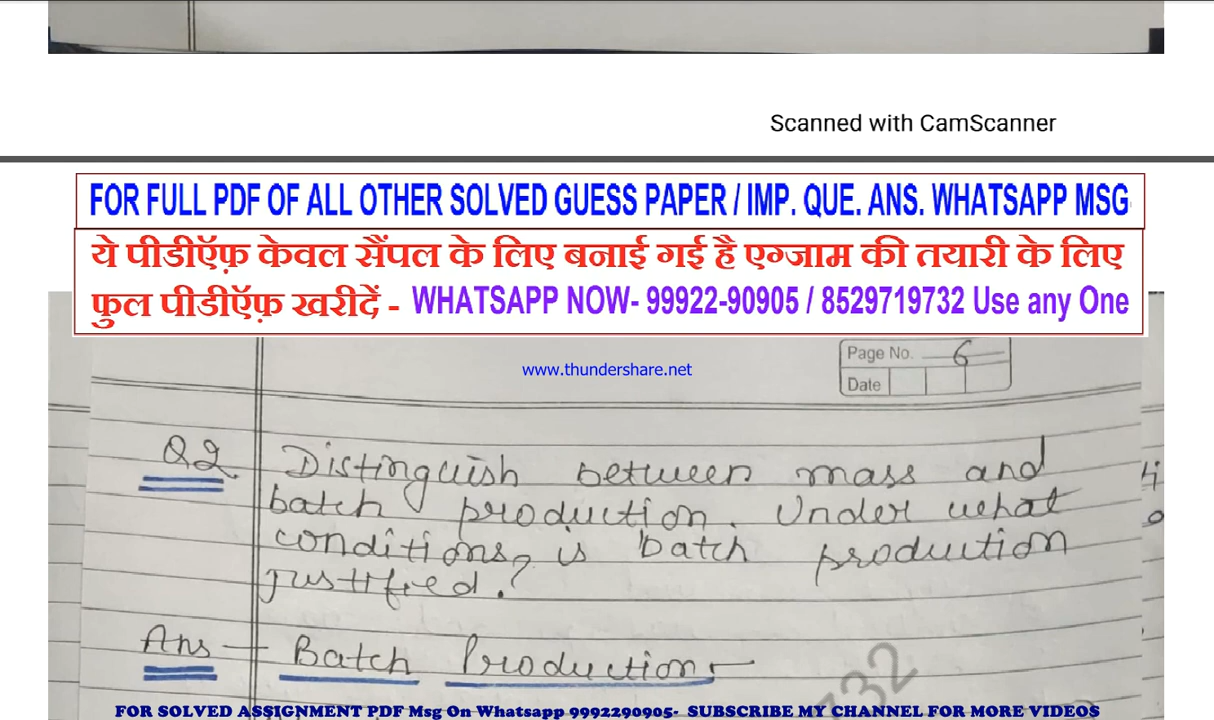 Scanned with CamScanner
FOR FULL PDF OF ALL OTHER SOLVED GUESS PAPER / IMP. QUE. ANS. WHATSAPP MSG
ये पीडीऍफ़ केवल सैंपल के लिए बनाई गई है एग्जाम की तयारी के लिए
फुल पीडीऍफ़ खरीदें - WHATSAPP NOW- 99922-90905 / 8529719732 Use any One
www.thundershare.net
Page No. 6
Date
Q2 Distinguish between mass and
batch production. Under what
conditions, is batch production
justified.?
Ans - Batch Production -
732
FOR SOLVED ASSIGNMENT PDF Msg On Whatsapp 9992290905- SUBSCRIBE MY CHANNEL FOR MORE VIDEOS